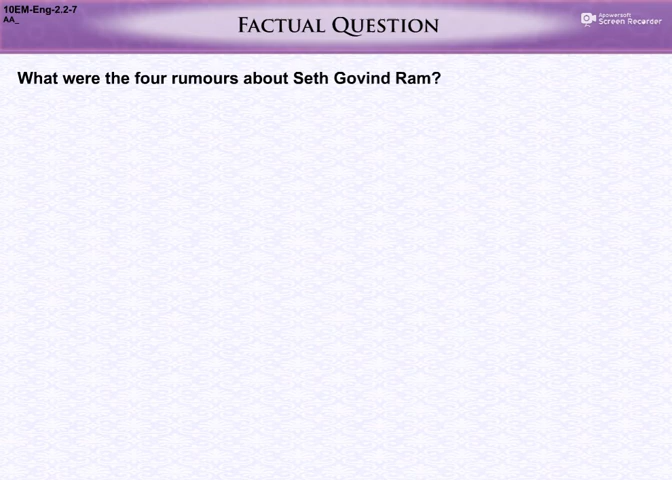 10EM-Eng-2.2-7
AA_
FACTUAL QUESTION
Apowersoft
Screen Recorder
What were the four rumours about Seth Govind Ram?